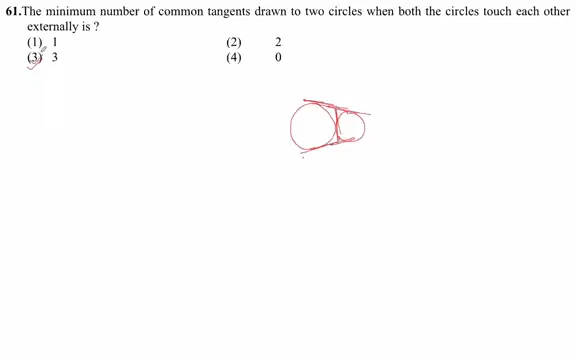 61.The minimum number of common tangents drawn to two circles when both the circles touch each other
externally is ?
(1) 1 (2) 2
(3) 3 (4) 0